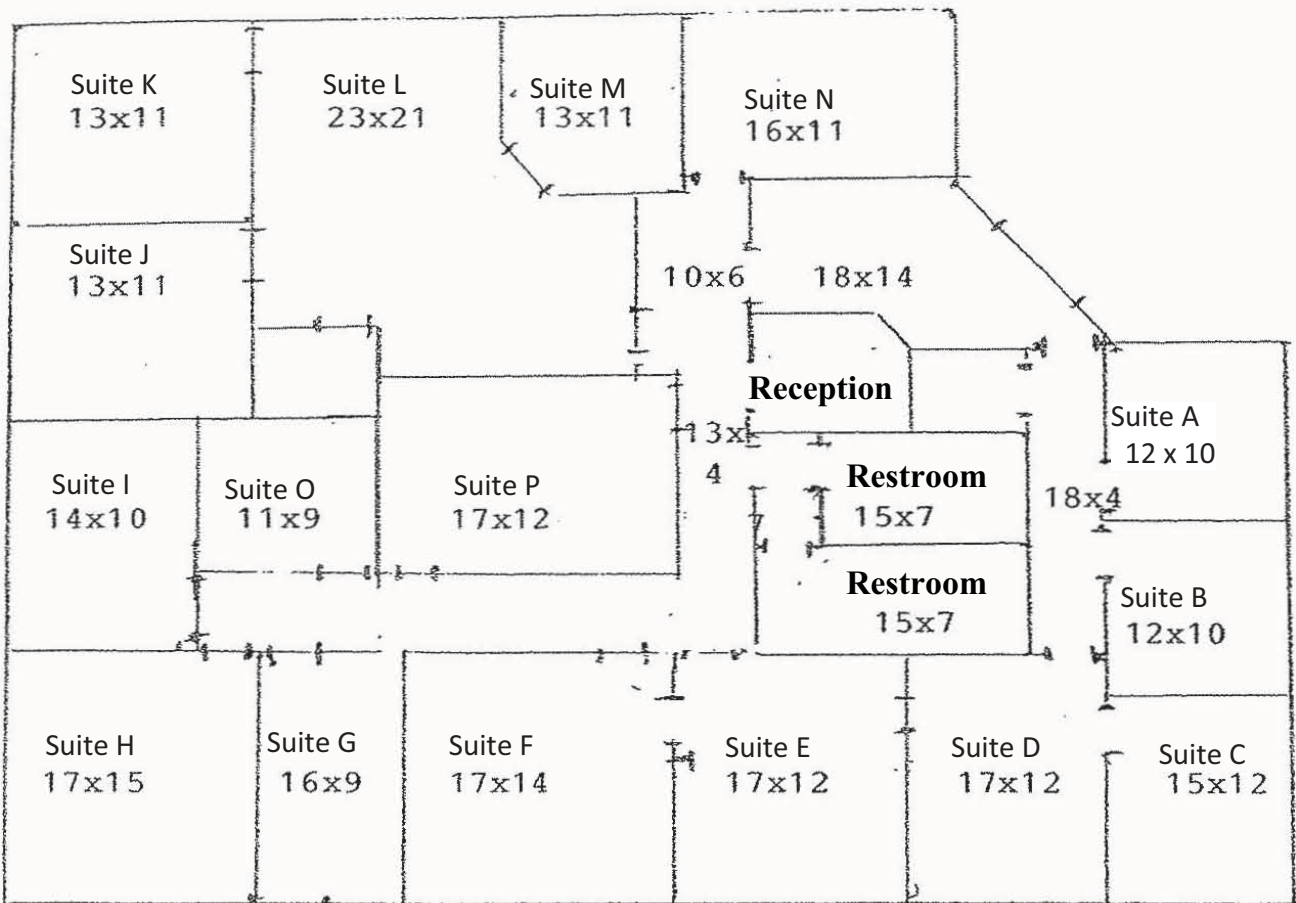 Suite K
13x11
Suite L
23x21
Suite M
13x11
Suite N
16x11
Suite J
13x11
10x6
18x14
Reception
Suite A
12 x 10
13x
4
Suite I
14x10
Suite O
11x9
Suite P
17x12
Restroom
15x7
18x4
Restroom
15x7
Suite B
12x10
Suite H
17x15
Suite G
16x9
Suite F
17x14
Suite E
17x12
Suite D
17x12
Suite C
15x12